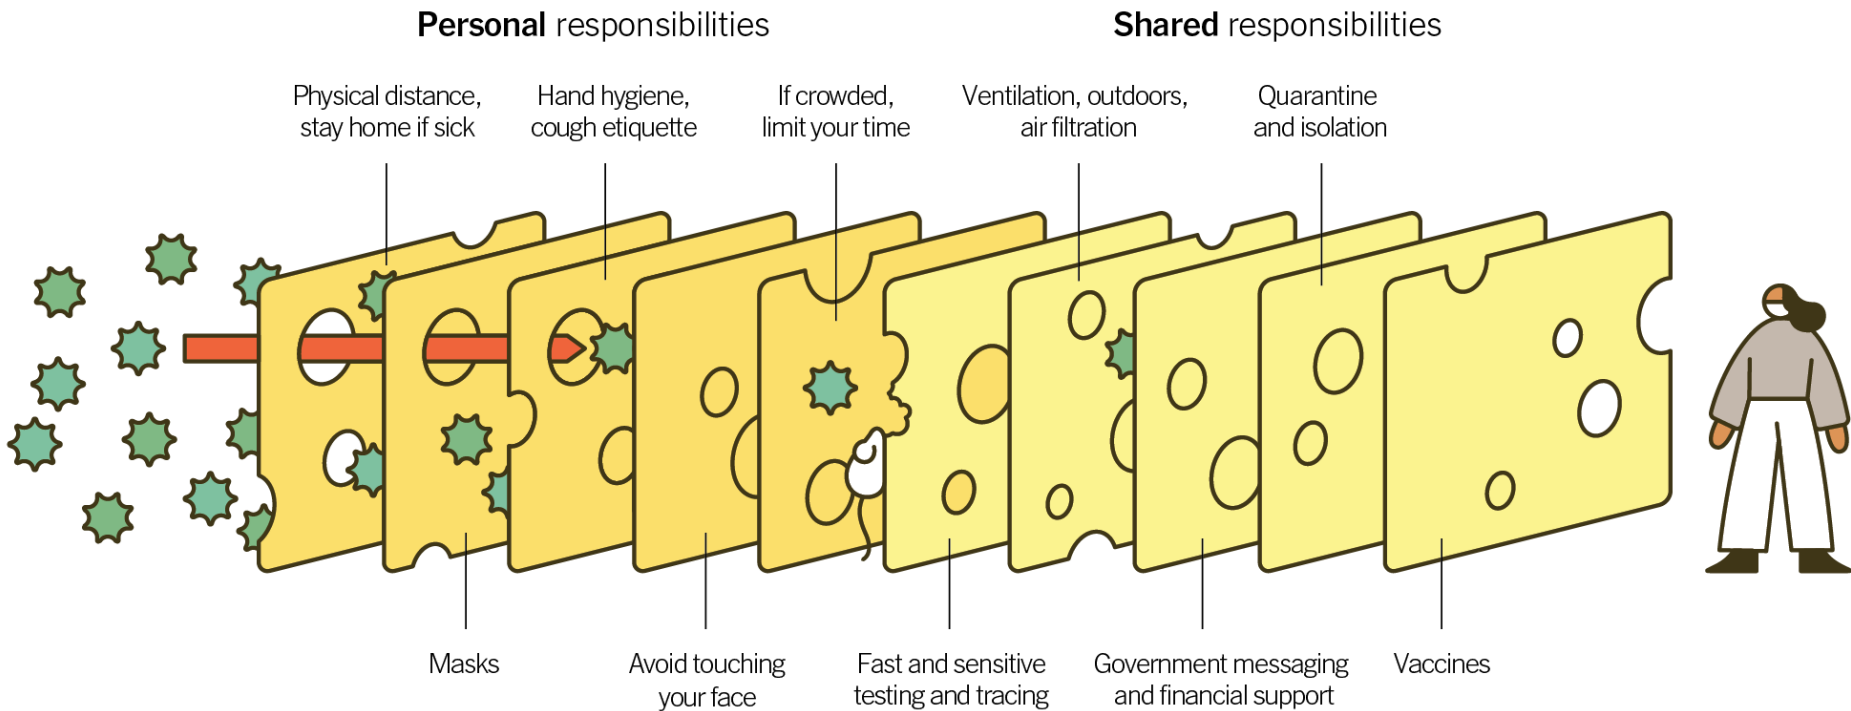 Personal responsibilities
Shared responsibilities
Physical distance,
stay home if sick
Hand hygiene,
cough etiquette
If crowded,
limit your time
Ventilation, outdoors,
air filtration
Quarantine
and isolation
Masks
Avoid touching
your face
Fast and sensitive
testing and tracing
Government messaging
and financial support
Vaccines